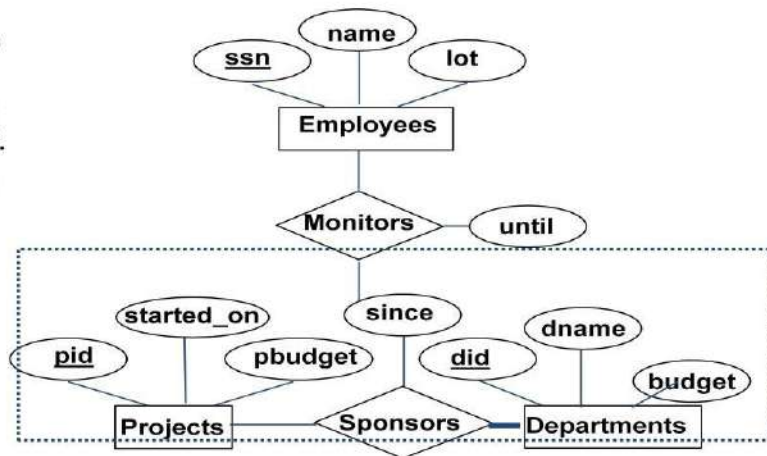 name
ssn
lot
Employees
Monitors
until
started_on
since
dname
pid
pbudget
did
budget
Projects
Sponsors
Departments